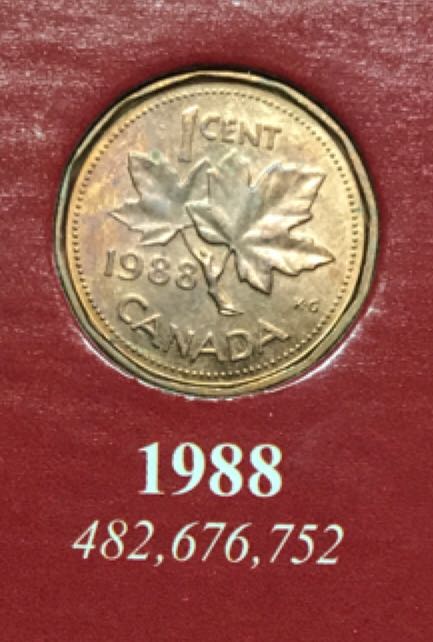 1 CENT
1988
KG
CANADA
1988
482,676,752